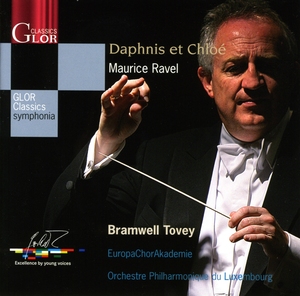 CLASSICS
GLOR
Daphnis et Chloé
Maurice Ravel
GLOR
Classics
symphonia
Bramwell Tovey
EuropaChorAkademie
Orchestre Philharmonique du Luxembourg
Excellence by young voices